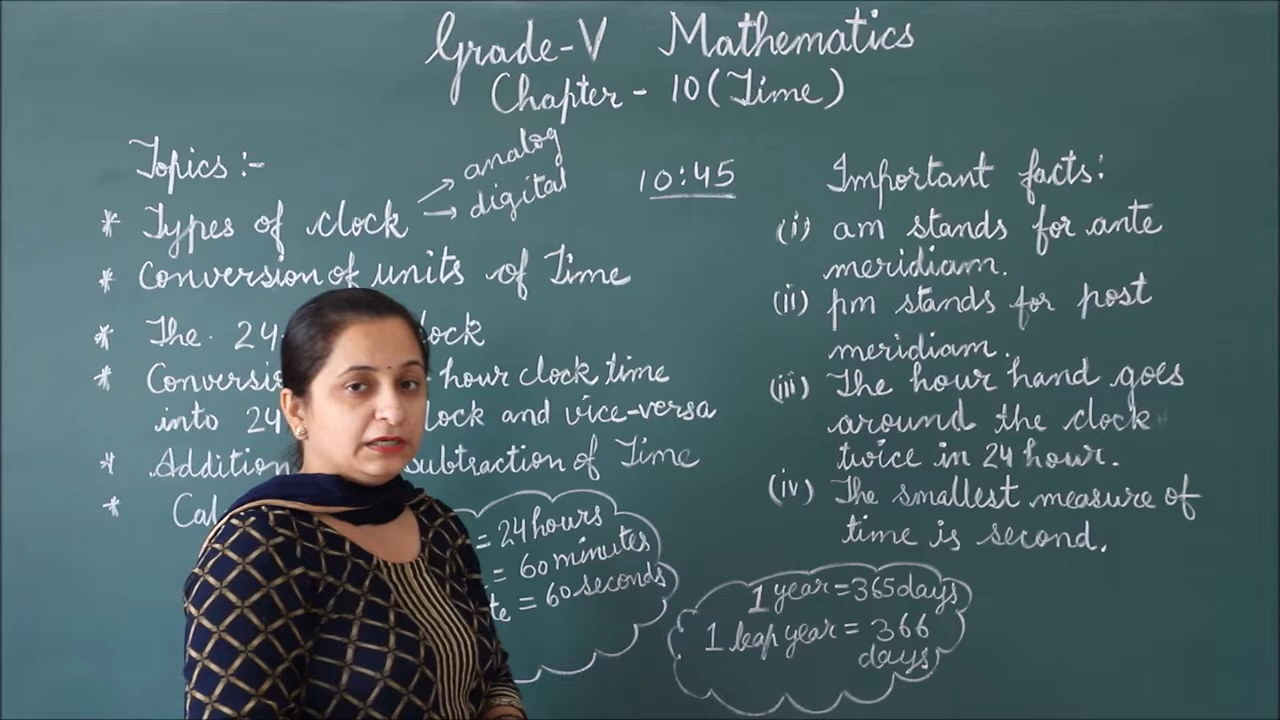 Grade-V Mathematics
Chapter - 10 (Time)
Topics :-
* Types of clock → analog
→ digital
10:45
* Conversion of units of Time
* The 24 lock
* Conversi hour clock time
into 24 lock and vice-versa
* Addition Subtraction of Time
* Cal
= 24 hours
= 60 minutes
te = 60 seconds
Important facts:
(i) am stands for ante
meridiam.
(ii) pm stands for post
meridiam.
(iii) The hour hand goes
around the clock
twice in 24 hour.
(iv) The smallest measure of
time is second.
1 year = 365 days
1 leap year = 366
days